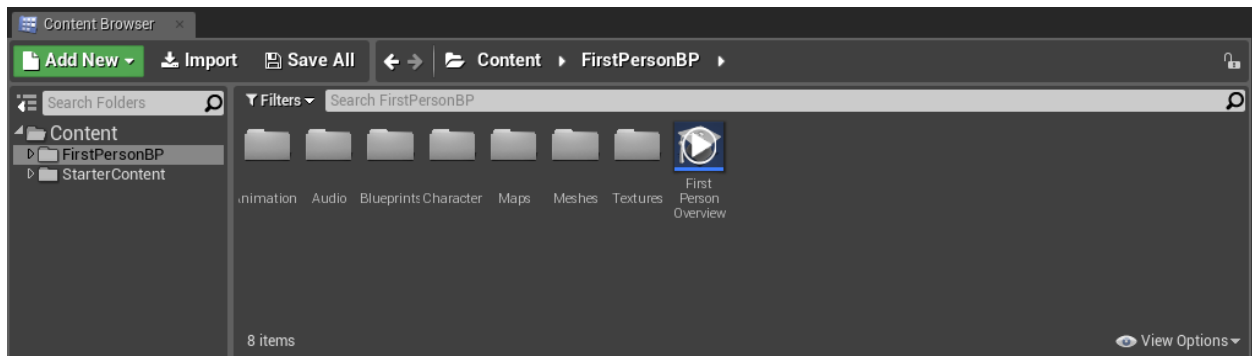 Content Browser
Add New Import Save All Content FirstPersonBP
Search Folders Filters Search FirstPersonBP
Content
FirstPersonBP
StarterContent
nimation Audio Blueprints Character Maps Meshes Textures First Person Overview
8 items View Options